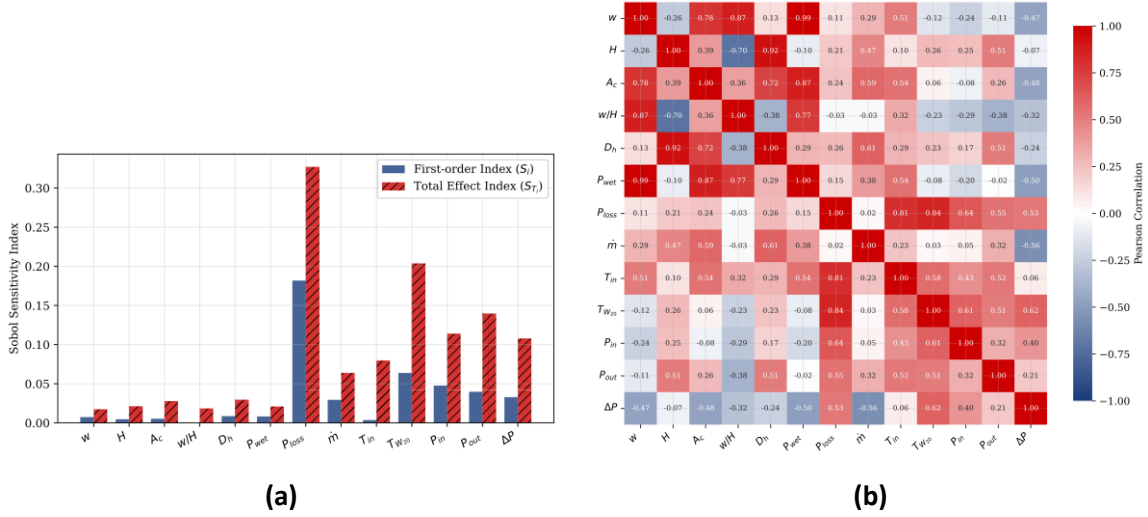 First-order Index (Sᵢ)
Total Effect Index (S_Tᵢ)
Sobol Sensitivity Index
0.30
0.25
0.20
0.15
0.10
0.05
0.00
w H A_c w/H D_h P_wet P_loss ṁ T_in T_W₂₀ P_in P_out ΔP
(a)
w 1.00 -0.26 0.78 0.87 0.13 0.99 0.11 0.29 0.51 -0.12 -0.24 -0.11 -0.47
H -0.26 1.00 0.39 -0.70 0.92 -0.10 0.21 0.47 0.10 0.26 0.25 0.51 -0.07
A_c 0.78 0.39 1.00 0.36 0.72 0.87 0.24 0.59 0.54 0.06 -0.08 0.26 -0.48
w/H 0.87 -0.70 0.36 1.00 -0.38 0.77 -0.03 -0.03 0.32 -0.23 -0.29 -0.38 -0.32
D_h 0.13 0.92 0.72 -0.38 1.00 0.29 0.26 0.61 0.29 0.23 0.17 0.51 -0.24
P_wet 0.99 -0.10 0.87 0.77 0.29 1.00 0.15 0.38 0.54 -0.08 -0.20 -0.02 -0.50
P_loss 0.11 0.21 0.24 -0.03 0.26 0.15 1.00 0.02 0.81 0.84 0.64 0.55 0.53
ṁ 0.29 0.47 0.59 -0.03 0.61 0.38 0.02 1.00 0.23 0.03 0.05 0.32 -0.56
T_in 0.51 0.10 0.54 0.32 0.29 0.54 0.81 0.23 1.00 0.58 0.43 0.52 0.06
T_W₂₀ -0.12 0.26 0.06 -0.23 0.23 -0.08 0.84 0.03 0.58 1.00 0.61 0.51 0.62
P_in -0.24 0.25 -0.08 -0.29 0.17 -0.20 0.64 0.05 0.43 0.61 1.00 0.32 0.40
P_out -0.11 0.51 0.26 -0.38 0.51 -0.02 0.55 0.32 0.52 0.51 0.32 1.00 0.21
ΔP -0.47 -0.07 -0.48 -0.32 -0.24 -0.50 0.53 -0.56 0.06 0.62 0.40 0.21 1.00
w H A_c w/H D_h P_wet P_loss ṁ T_in T_W₂₀ P_in P_out ΔP
1.00
0.75
0.50
0.25
0.00
−0.25
−0.50
−0.75
−1.00
Pearson Correlation
(b)